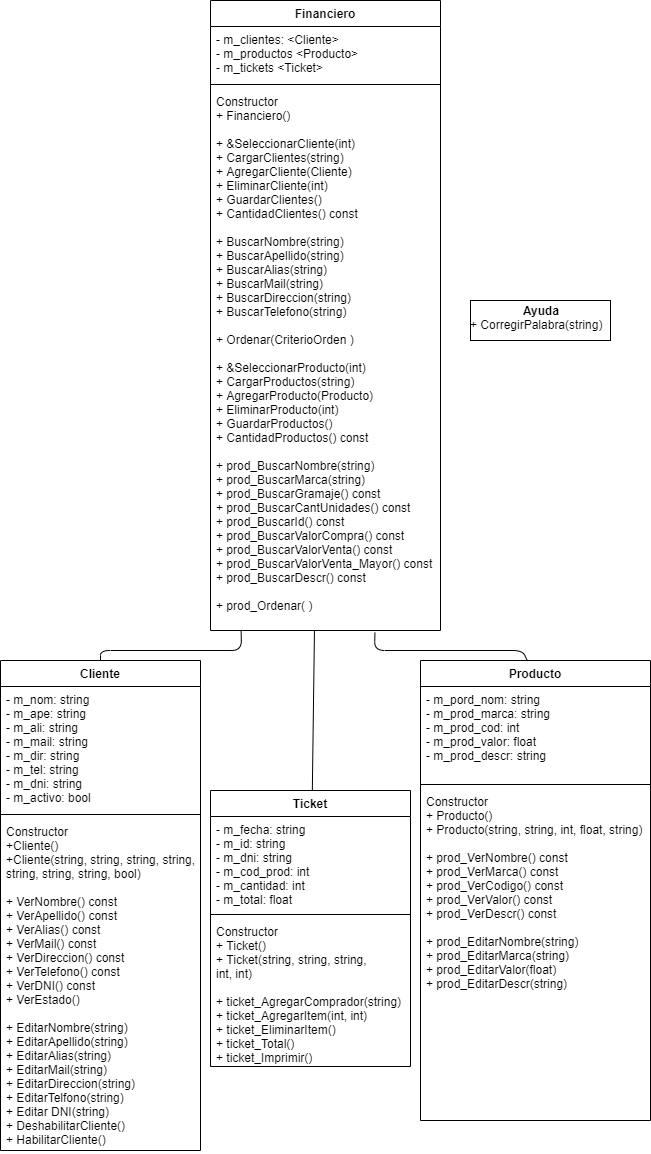 Financiero
- m_clientes: <Cliente>
- m_productos <Producto>
- m_tickets <Ticket>
Constructor
+ Financiero()
+ &SeleccionarCliente(int)
+ CargarClientes(string)
+ AgregarCliente(Cliente)
+ EliminarCliente(int)
+ GuardarClientes()
+ CantidadClientes() const
+ BuscarNombre(string)
+ BuscarApellido(string)
+ BuscarAlias(string)
+ BuscarMail(string)
+ BuscarDireccion(string)
+ BuscarTelefono(string)
+ Ordenar(CriterioOrden )
+ &SeleccionarProducto(int)
+ CargarProductos(string)
+ AgregarProducto(Producto)
+ EliminarProducto(int)
+ GuardarProductos()
+ CantidadProductos() const
+ prod_BuscarNombre(string)
+ prod_BuscarMarca(string)
+ prod_BuscarGramaje() const
+ prod_BuscarCantUnidades() const
+ prod_BuscarId() const
+ prod_BuscarValorCompra() const
+ prod_BuscarValorVenta() const
+ prod_BuscarValorVenta_Mayor() const
+ prod_BuscarDescr() const
+ prod_Ordenar( )
Ayuda
+ CorregirPalabra(string)
Cliente
- m_nom: string
- m_ape: string
- m_ali: string
- m_mail: string
- m_dir: string
- m_tel: string
- m_dni: string
- m_activo: bool
Constructor
+Cliente()
+Cliente(string, string, string, string,
string, string, string, bool)
+ VerNombre() const
+ VerApellido() const
+ VerAlias() const
+ VerMail() const
+ VerDireccion() const
+ VerTelefono() const
+ VerDNI() const
+ VerEstado()
+ EditarNombre(string)
+ EditarApellido(string)
+ EditarAlias(string)
+ EditarMail(string)
+ EditarDireccion(string)
+ EditarTelfono(string)
+ Editar DNI(string)
+ DeshabilitarCliente()
+ HabilitarCliente()
Ticket
- m_fecha: string
- m_id: string
- m_dni: string
- m_cod_prod: int
- m_cantidad: int
- m_total: float
Constructor
+ Ticket()
+ Ticket(string, string, string,
int, int)
+ ticket_AgregarComprador(string)
+ ticket_AgregarItem(int, int)
+ ticket_EliminarItem()
+ ticket_Total()
+ ticket_Imprimir()
Producto
- m_pord_nom: string
- m_prod_marca: string
- m_prod_cod: int
- m_prod_valor: float
- m_prod_descr: string
Constructor
+ Producto()
+ Producto(string, string, int, float, string)
+ prod_VerNombre() const
+ prod_VerMarca() const
+ prod_VerCodigo() const
+ prod_VerValor() const
+ prod_VerDescr() const
+ prod_EditarNombre(string)
+ prod_EditarMarca(string)
+ prod_EditarValor(float)
+ prod_EditarDescr(string)